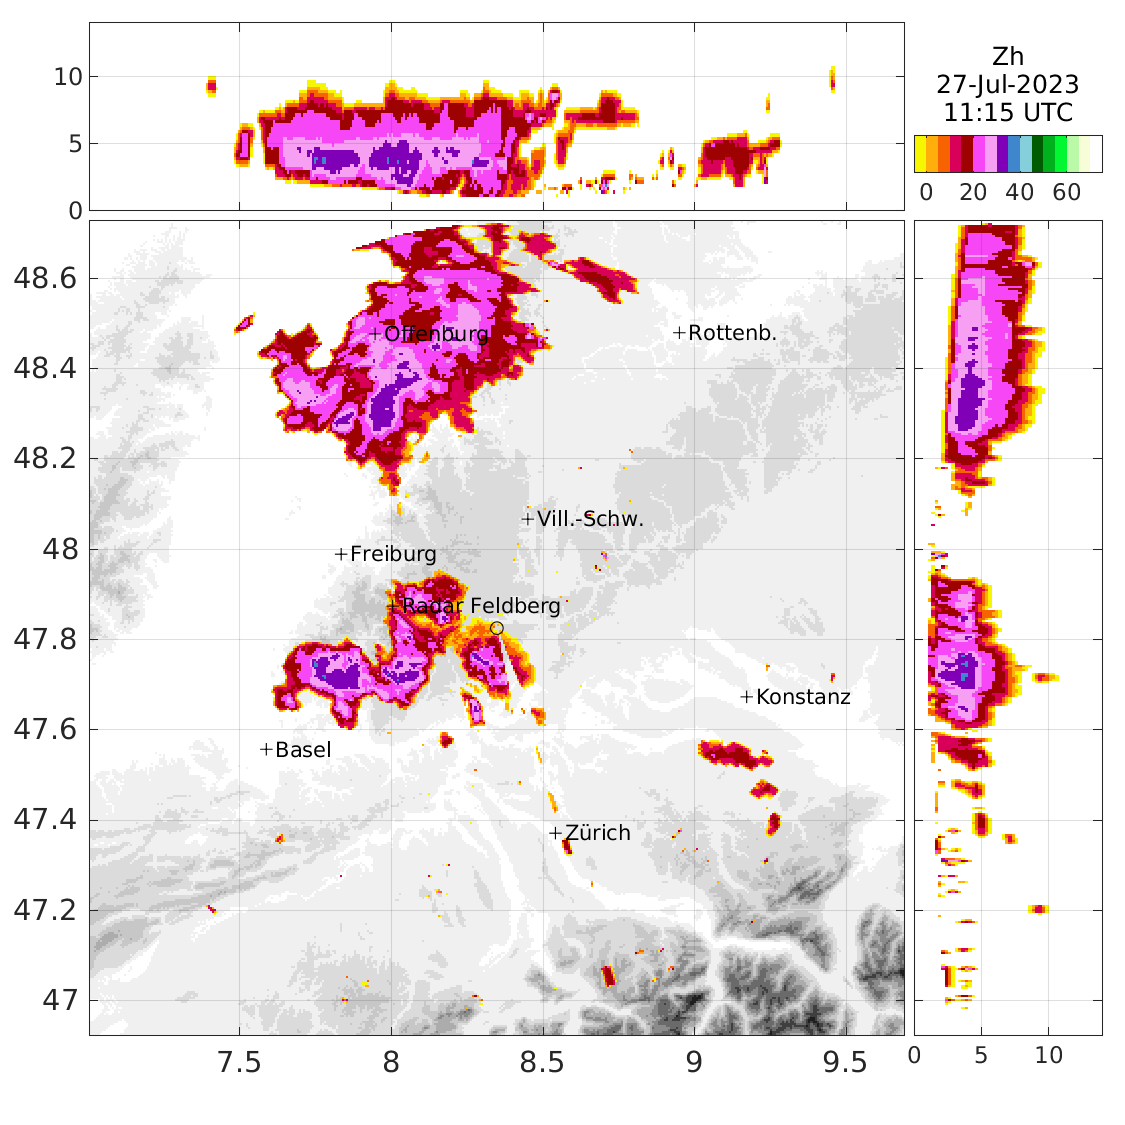 Zh
27-Jul-2023
11:15 UTC
0 20 40 60
10
5
0
48.6
48.4
48.2
48
47.8
47.6
47.4
47.2
47
+Offenburg
+Rottenb.
+Vill.-Schw.
+Freiburg
+Radar Feldberg
+Konstanz
+Basel
+Zürich
7.5 8 8.5 9 9.5
0 5 10